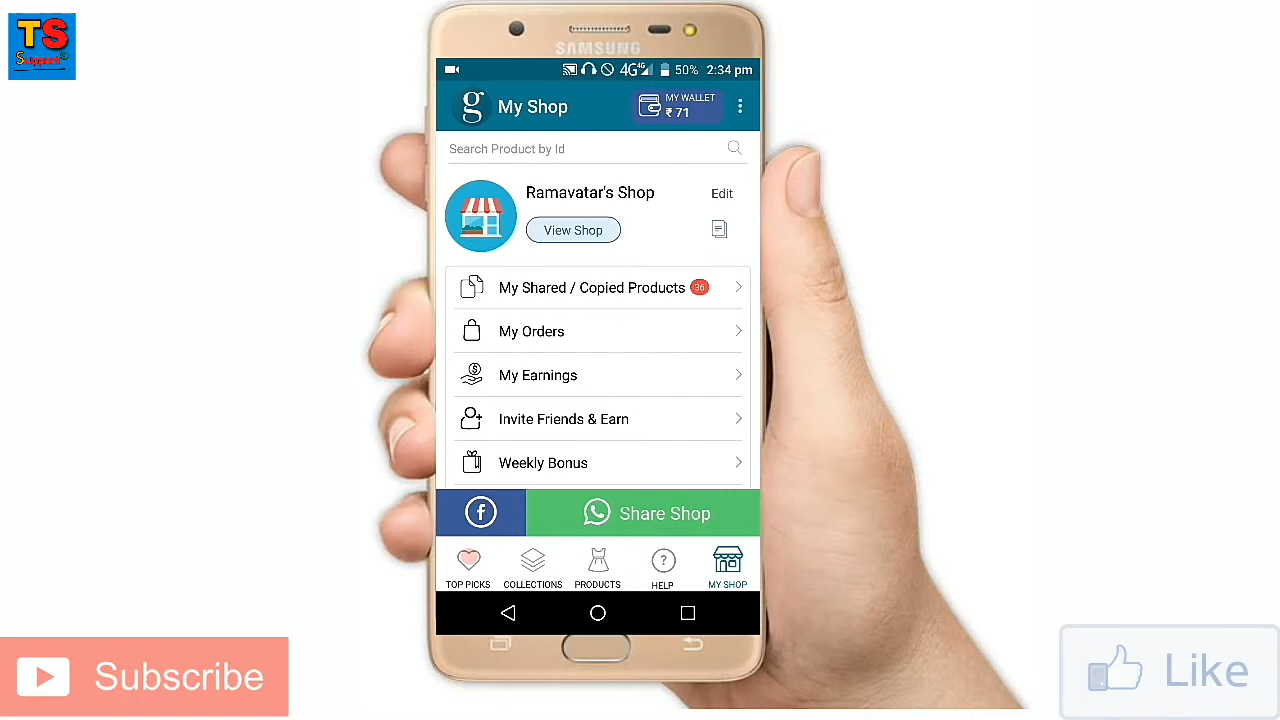 TS
Support
SAMSUNG
4G 50% 2:34 pm
g My Shop
MY WALLET
₹ 71
Search Product by Id
Ramavatar's Shop
Edit
View Shop
My Shared / Copied Products 36
My Orders
My Earnings
Invite Friends & Earn
Weekly Bonus
f
Share Shop
TOP PICKS COLLECTIONS PRODUCTS HELP MY SHOP
Subscribe
Like